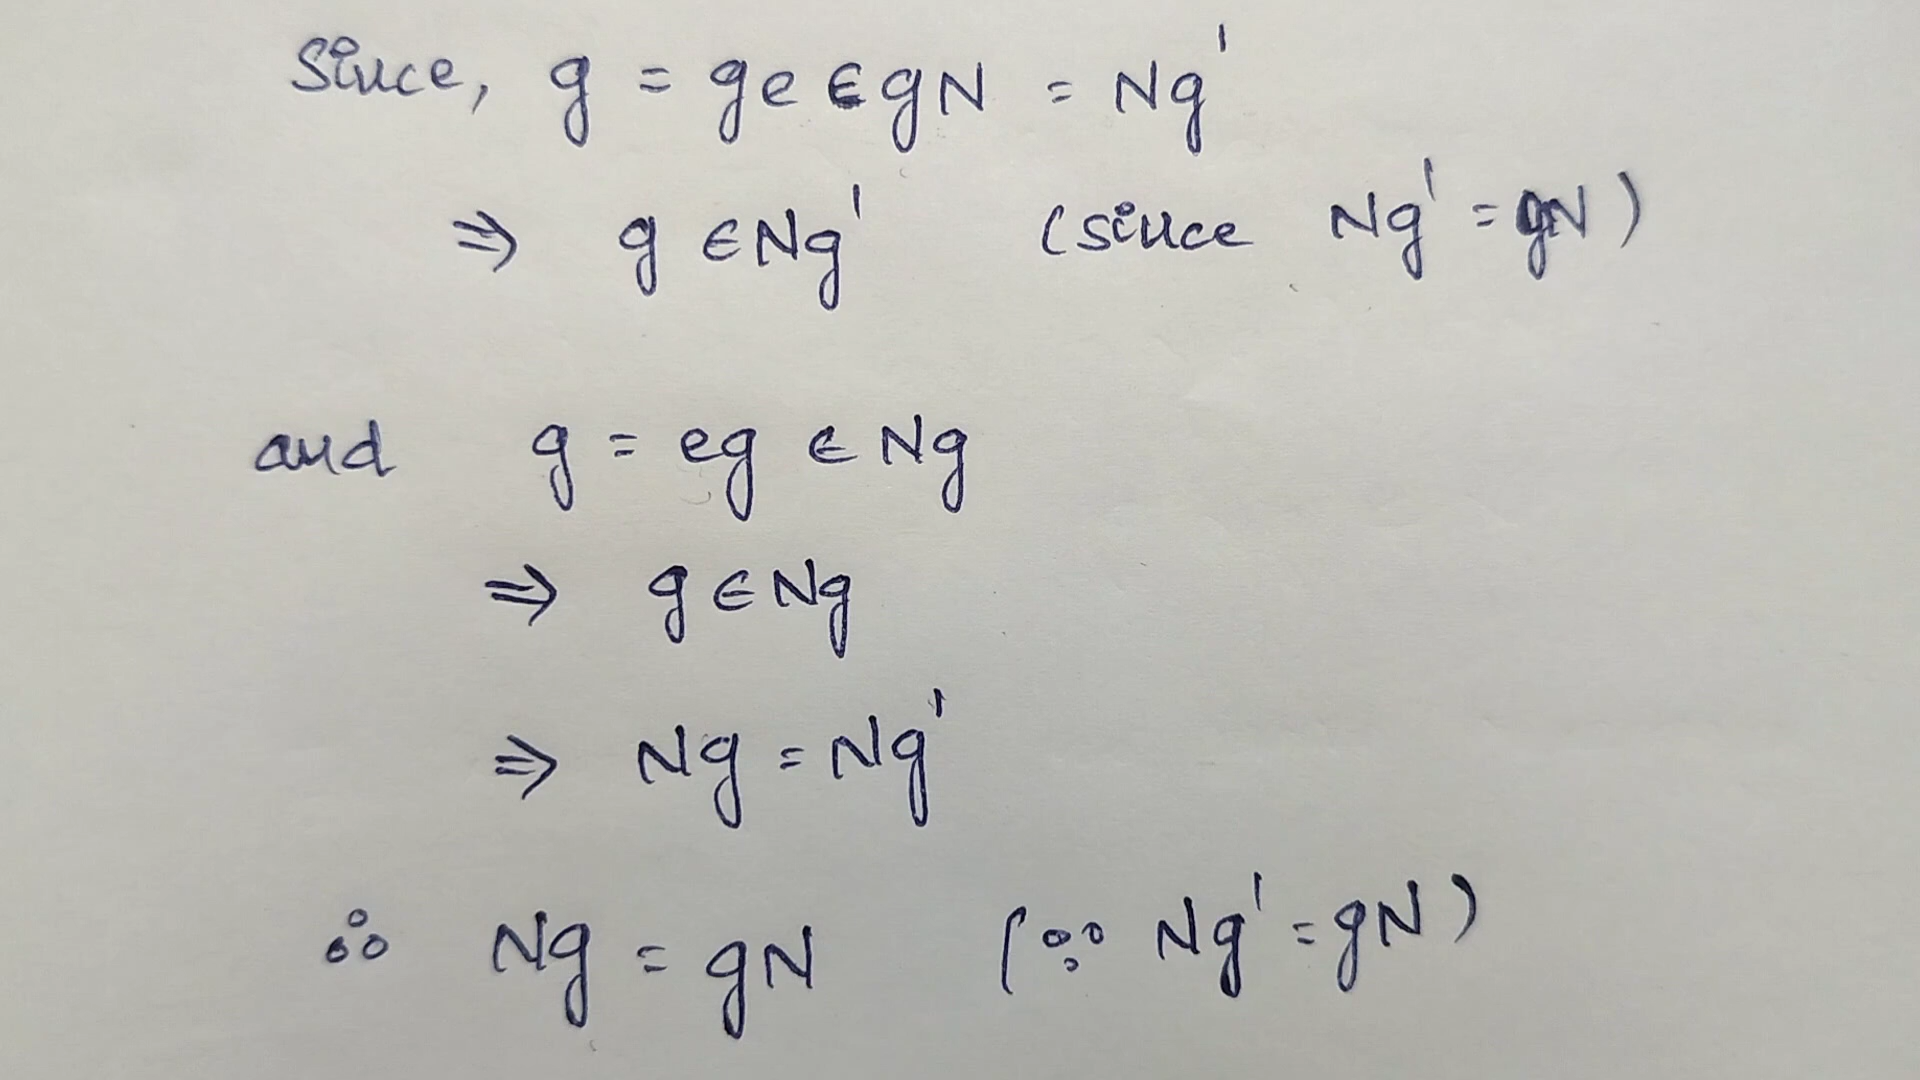 Since, g = ge ∈ gN = Ng'
⇒ g ∈ Ng' (since Ng' = gN)
and g = eg ∈ Ng
⇒ g ∈ Ng
⇒ Ng = Ng'
∴ Ng = gN (∵ Ng' = gN)